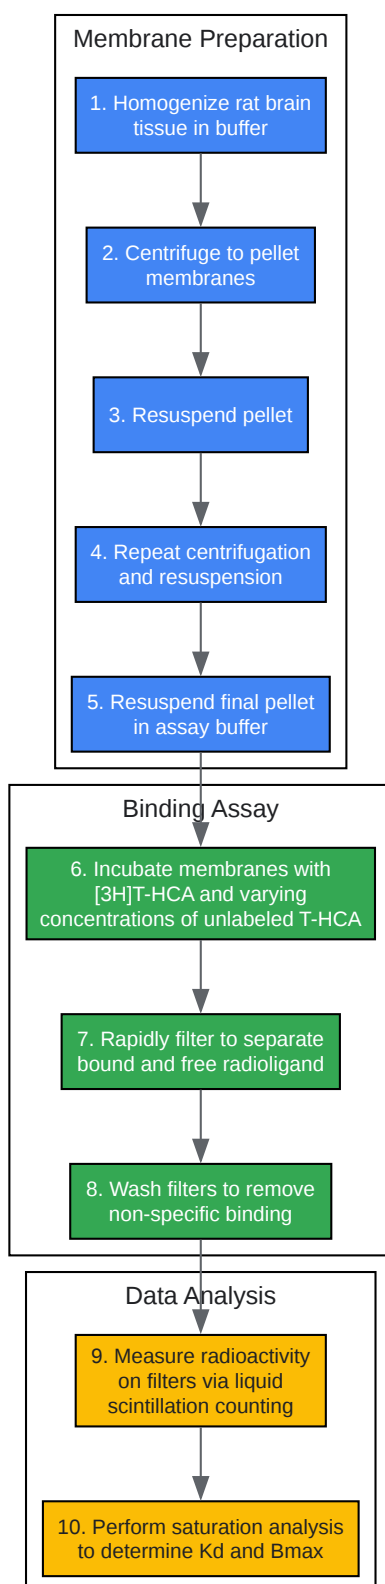 Membrane Preparation
1. Homogenize rat brain
tissue in buffer
2. Centrifuge to pellet
membranes
3. Resuspend pellet
4. Repeat centrifugation
and resuspension
5. Resuspend final pellet
in assay buffer
Binding Assay
6. Incubate membranes with
[3H]T-HCA and varying
concentrations of unlabeled T-HCA
7. Rapidly filter to separate
bound and free radioligand
8. Wash filters to remove
non-specific binding
Data Analysis
9. Measure radioactivity
on filters via liquid
scintillation counting
10. Perform saturation analysis
to determine Kd and Bmax